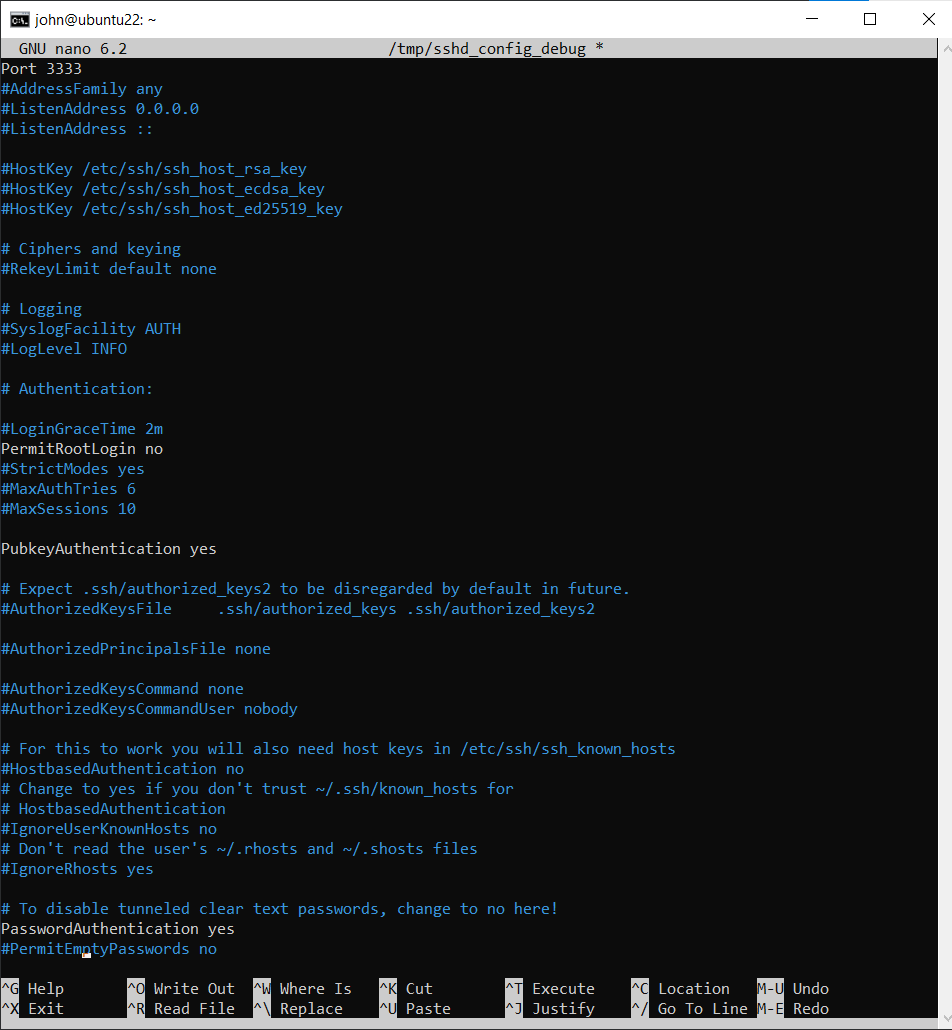 john@ubuntu22: ~
GNU nano 6.2 /tmp/sshd_config_debug *
Port 3333
#AddressFamily any
#ListenAddress 0.0.0.0
#ListenAddress ::
#HostKey /etc/ssh/ssh_host_rsa_key
#HostKey /etc/ssh/ssh_host_ecdsa_key
#HostKey /etc/ssh/ssh_host_ed25519_key
# Ciphers and keying
#RekeyLimit default none
# Logging
#SyslogFacility AUTH
#LogLevel INFO
# Authentication:
#LoginGraceTime 2m
PermitRootLogin no
#StrictModes yes
#MaxAuthTries 6
#MaxSessions 10
PubkeyAuthentication yes
# Expect .ssh/authorized_keys2 to be disregarded by default in future.
#AuthorizedKeysFile     .ssh/authorized_keys .ssh/authorized_keys2
#AuthorizedPrincipalsFile none
#AuthorizedKeysCommand none
#AuthorizedKeysCommandUser nobody
# For this to work you will also need host keys in /etc/ssh/ssh_known_hosts
#HostbasedAuthentication no
# Change to yes if you don't trust ~/.ssh/known_hosts for
# HostbasedAuthentication
#IgnoreUserKnownHosts no
# Don't read the user's ~/.rhosts and ~/.shosts files
#IgnoreRhosts yes
# To disable tunneled clear text passwords, change to no here!
PasswordAuthentication yes
#PermitEmptyPasswords no
^G Help ^O Write Out ^W Where Is ^K Cut ^T Execute ^C Location M-U Undo
^X Exit ^R Read File ^\ Replace ^U Paste ^J Justify ^/ Go To Line M-E Redo